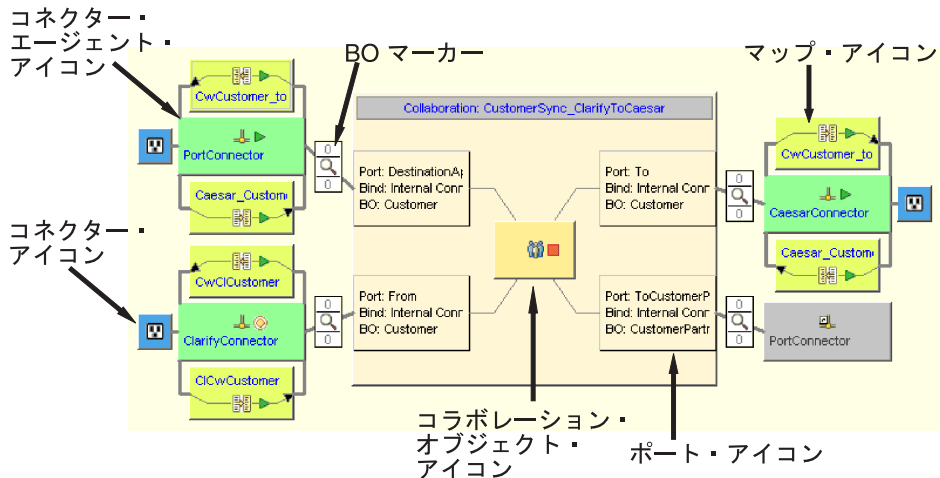 コネクター・
エージェント・
アイコン
BO マーカー
マップ・アイコン
CwCustomer_to
PortConnector
Caesar_Custom
0
0
Collaboration: CustomerSync_ClarifyToCaesar
Port: DestinationAp
Bind: Internal Conr
BO: Customer
Port: To
Bind: Internal Conr
BO: Customer
0
0
CwCustomer_to
CaesarConnector
Caesar_Custom
コネクター・
アイコン
CwClCustomer
ClarifyConnector
ClCwCustomer
0
0
Port: From
Bind: Internal Conr
BO: Customer
Port: ToCustomerP
Bind: Internal Conr
BO: CustomerPartr
0
0
PortConnector
コラボレーション・
オブジェクト・
アイコン
ポート・アイコン